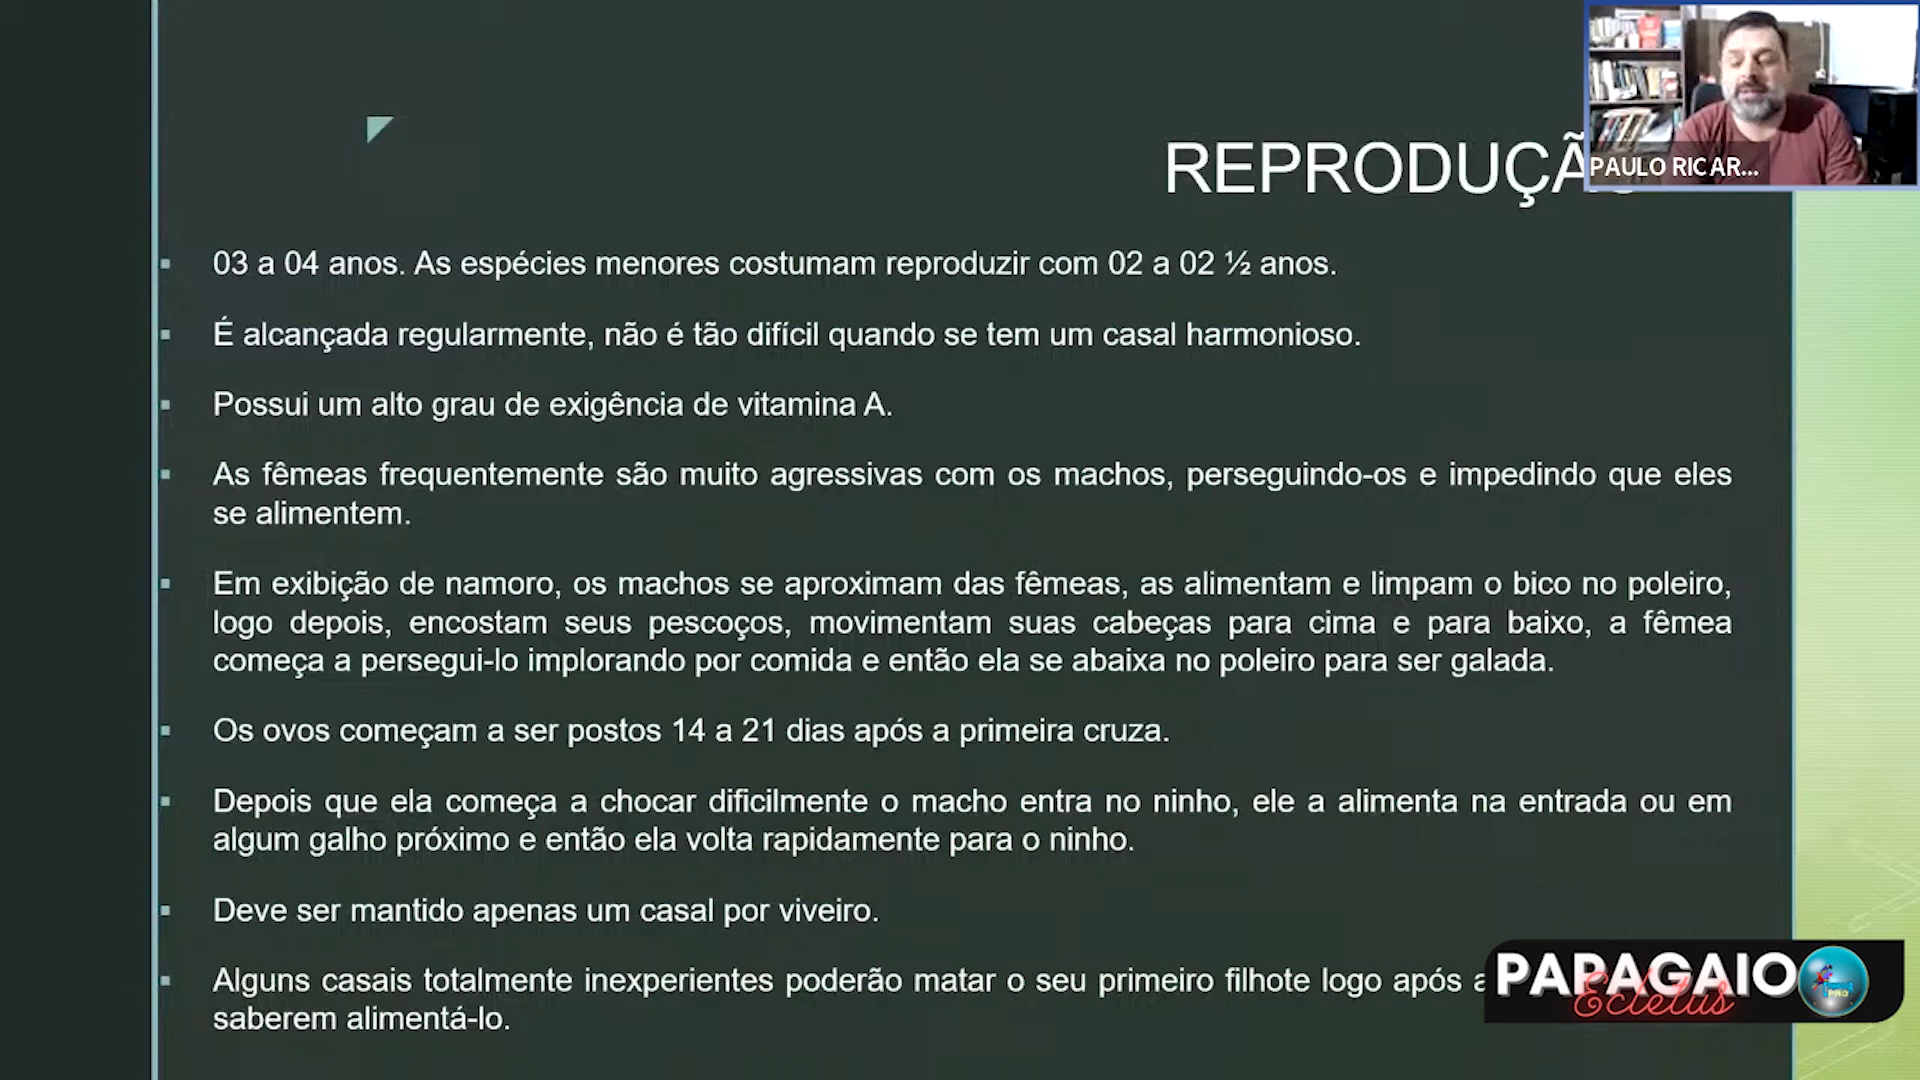 REPRODUÇÃO
PAULO RICAR...
03 a 04 anos. As espécies menores costumam reproduzir com 02 a 02 ½ anos.
É alcançada regularmente, não é tão difícil quando se tem um casal harmonioso.
Possui um alto grau de exigência de vitamina A.
As fêmeas frequentemente são muito agressivas com os machos, perseguindo-os e impedindo que eles
se alimentem.
Em exibição de namoro, os machos se aproximam das fêmeas, as alimentam e limpam o bico no poleiro,
logo depois, encostam seus pescoços, movimentam suas cabeças para cima e para baixo, a fêmea
começa a persegui-lo implorando por comida e então ela se abaixa no poleiro para ser galada.
Os ovos começam a ser postos 14 a 21 dias após a primeira cruza.
Depois que ela começa a chocar dificilmente o macho entra no ninho, ele a alimenta na entrada ou em
algum galho próximo e então ela volta rapidamente para o ninho.
Deve ser mantido apenas um casal por viveiro.
Alguns casais totalmente inexperientes poderão matar o seu primeiro filhote logo após a
saberem alimentá-lo.
PAPAGAIO
Ecletus